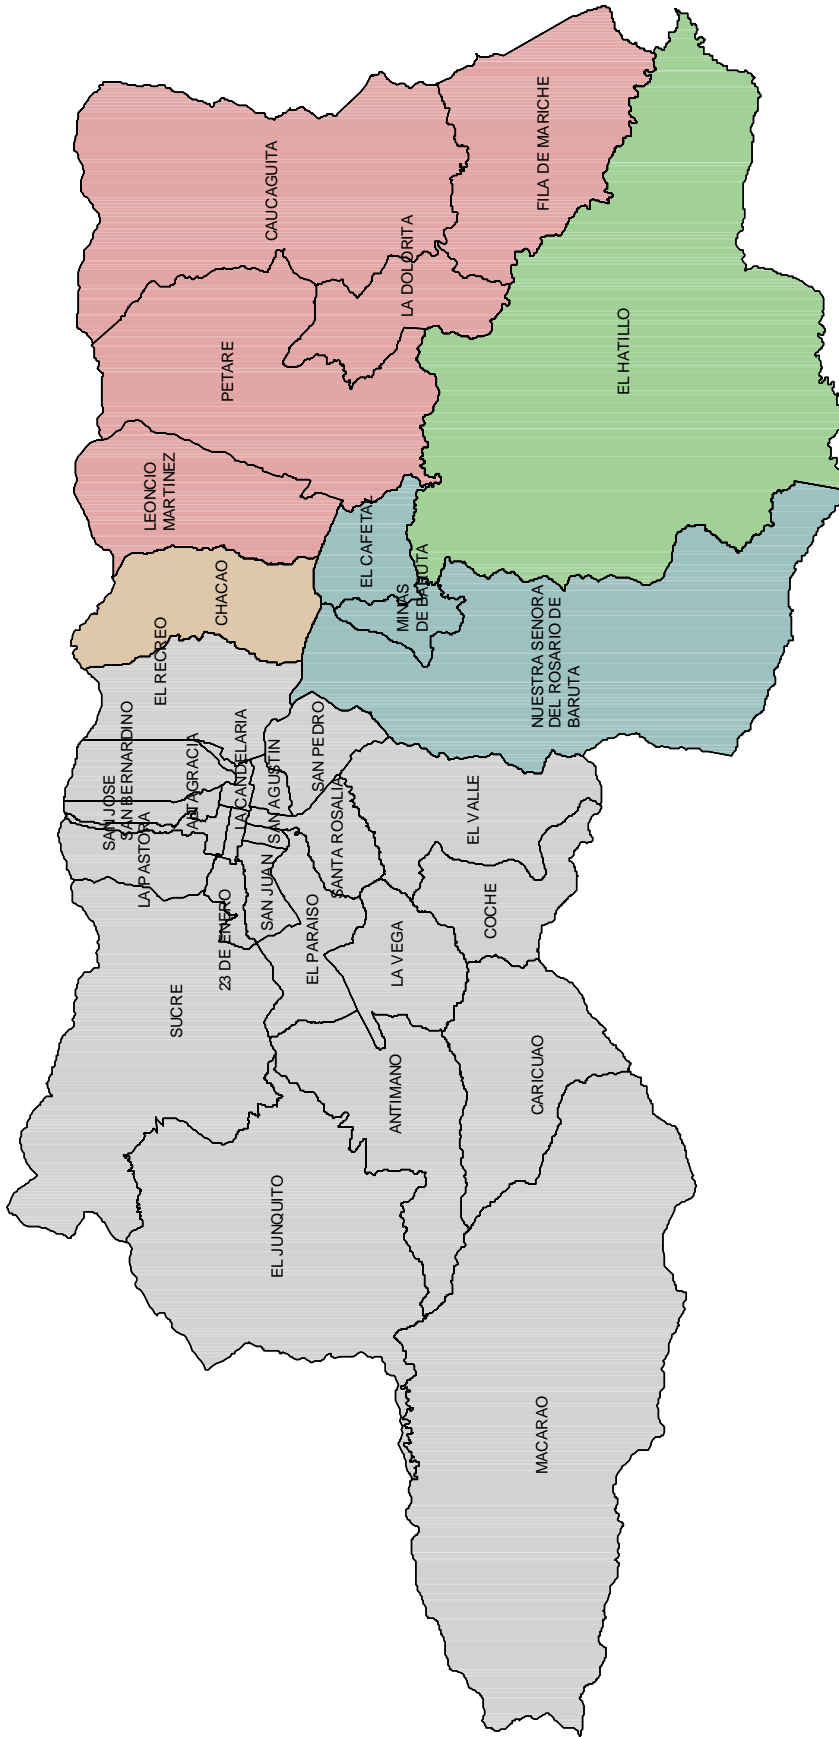 CAUCAGUITA
FILA DE MARICHE
LA DOLORITA
PETARE
EL HATILLO
LEONCIO
MARTINEZ
CHACAO
EL CAFETAL
MINAS
DE BARUTA
NUESTRA SENORA
DEL ROSARIO DE
BARUTA
EL RECREO
SAN JOSE
SAN BERNARDINO
LA PASTORA
ALTAGRACIA
LA CANDELARIA
SAN AGUSTIN
SAN PEDRO
SANTA ROSALIA
EL VALLE
23 DE ENERO
SAN JUAN
EL PARAISO
LA VEGA
COCHE
SUCRE
ANTIMANO
CARICUAO
EL JUNQUITO
MACARAO